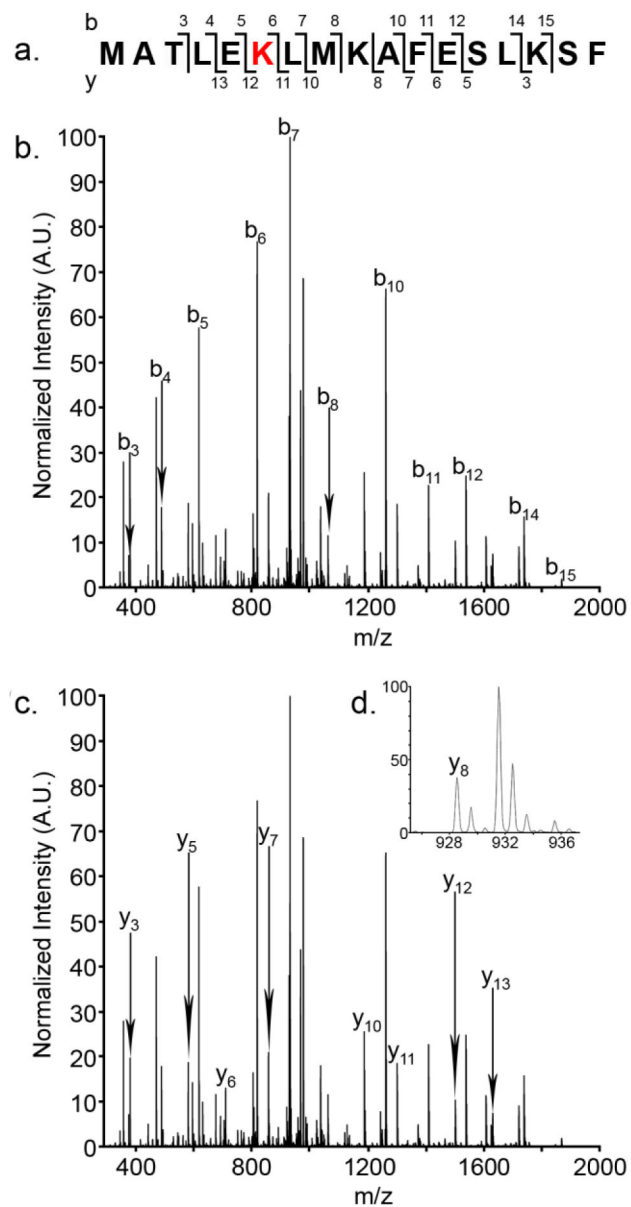 b 3 4 5 6 7 8 10 11 12 14 15
a. M A T L E K L M K A F E S L K S F
y 13 12 11 10 8 7 6 5 3
b.
Normalized Intensity (A.U.)
100
90
80
70
60
50
40
30
20
10
0
b3
b4
b5
b6
b7
b8
b10
b11
b12
b14
b15
400 800 1200 1600 2000
m/z
c.
Normalized Intensity (A.U.)
100
90
80
70
60
50
40
30
20
10
0
y3
y5
y6
y7
y10
y11
y12
y13
400 800 1200 1600 2000
m/z
d.
100
50
0
y8
928 932 936